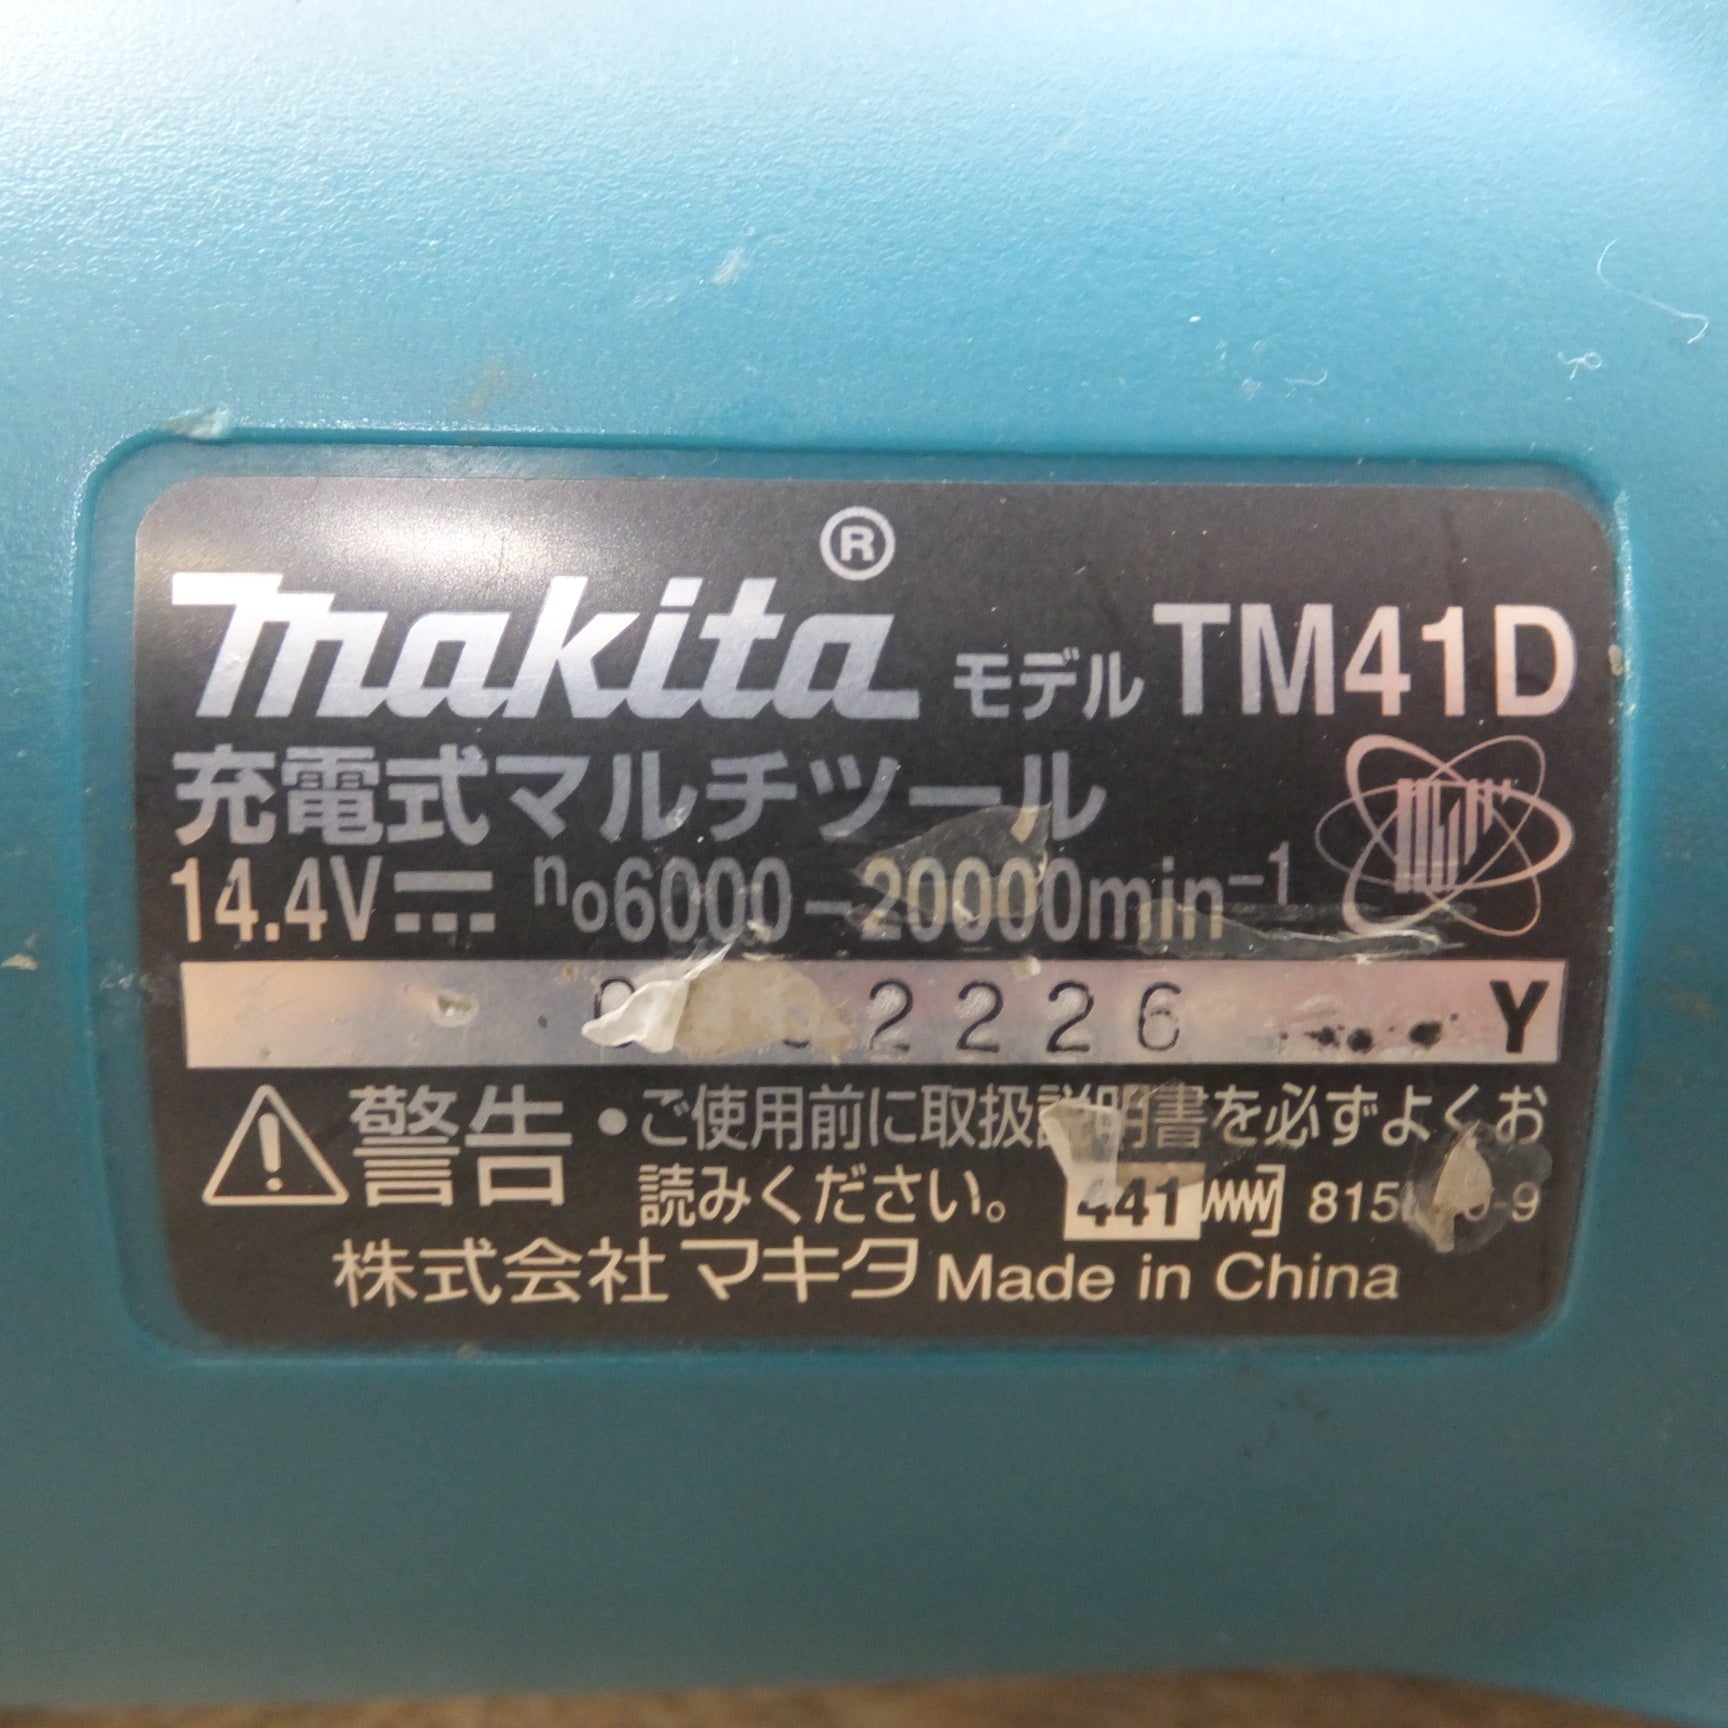 makita® モデル TM41D
充電式マルチツール
14.4V n₀6000-20000min⁻¹
2226 Y
警告 ・ご使用前に取扱説明書を必ずよくお
読みください。 441
株式会社マキタ Made in China